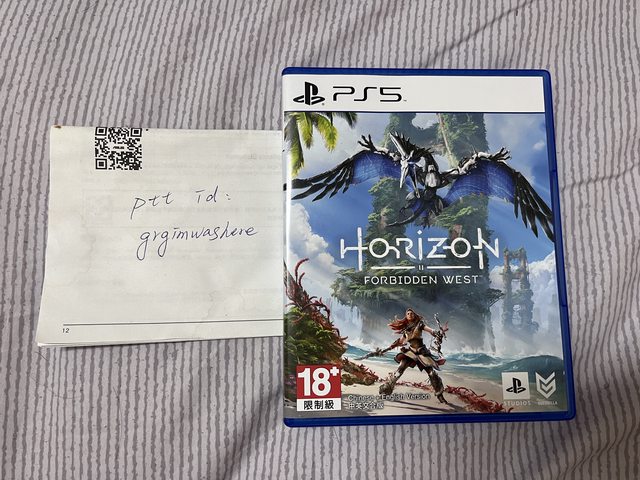 ptt id:
grgimwashere
12
PS5
HORIZON
FORBIDDEN WEST
18+
限制級
Chinese + English Version
中英文合版
STUDIOS
GUERRILLA